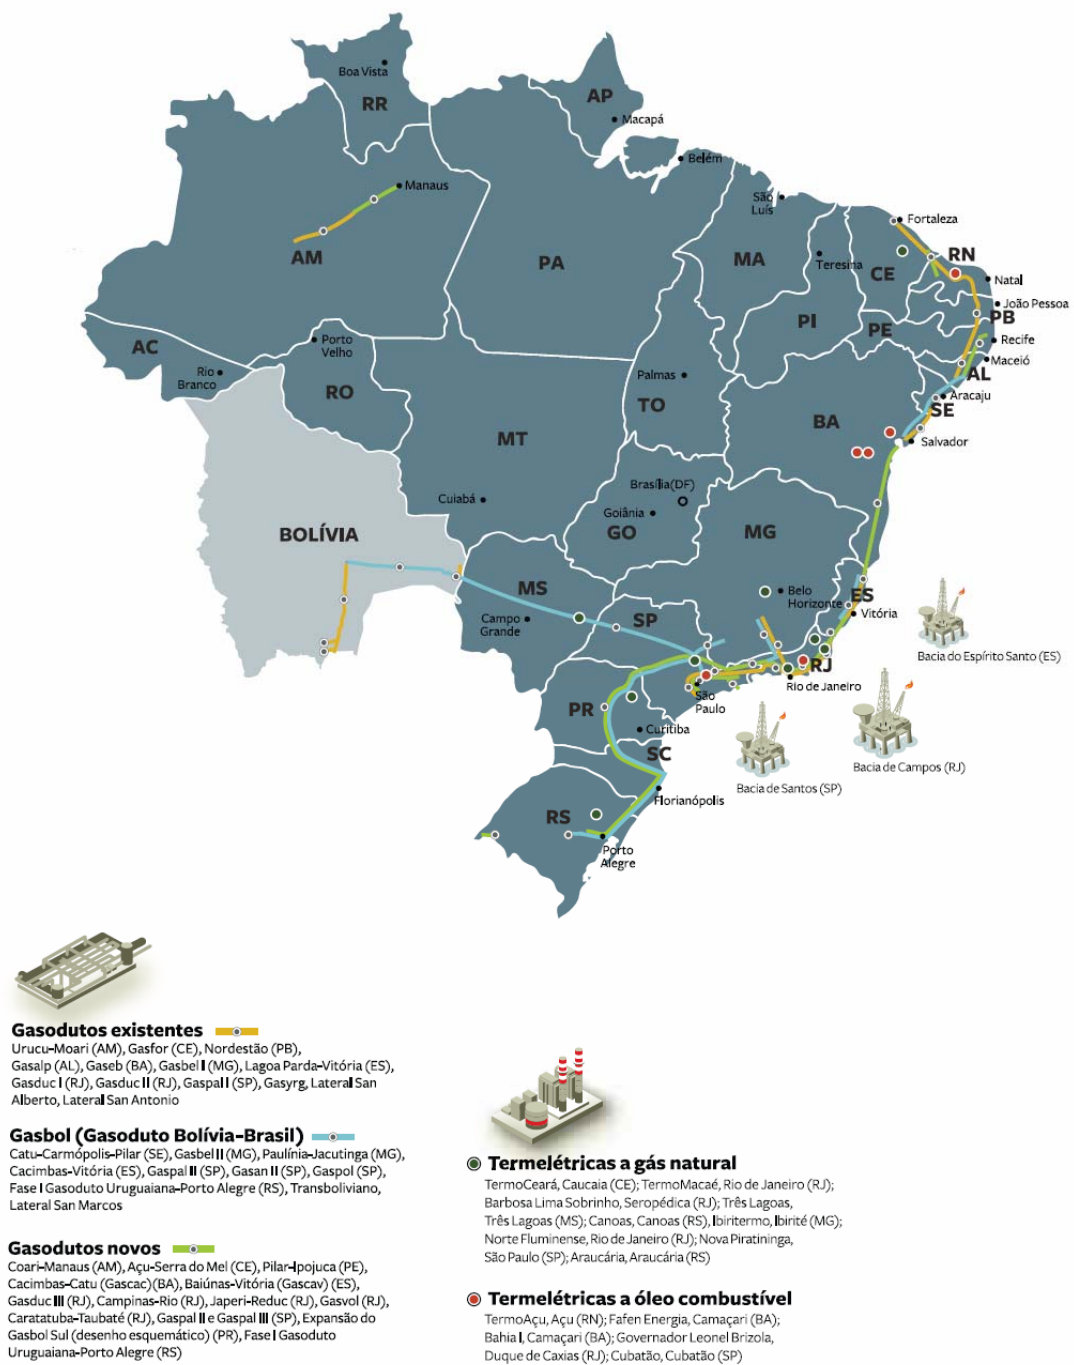 Boa Vista
RR
AP
Macapá
Belém
Manaus
São
Luís
Fortaleza
AM
PA
MA
Teresina
CE
RN
Natal
João Pessoa
PB
PI
PE
Recife
Maceió
AL
AC
Porto
Velho
Rio
Branco
RO
Palmas
TO
Aracaju
SE
BA
MT
Salvador
Cuiabá
Brasília(DF)
Goiânia
GO
MG
BOLÍVIA
MS
Belo
Horizonte
ES
Vitória
Campo
Grande
SP
Bacia do Espírito Santo (ES)
RJ
Rio de Janeiro
São
Paulo
PR
Curitiba
SC
Bacia de Campos (RJ)
Bacia de Santos (SP)
Florianópolis
RS
Porto
Alegre
Gasodutos existentes
Urucu-Moari (AM), Gasfor (CE), Nordestão (PB),
Gasalp (AL), Gaseb (BA), Gasbel I (MG), Lagoa Parda-Vitória (ES),
Gasduc I (RJ), Gasduc II (RJ), Gaspal I (SP), Gasyrg, Lateral San
Alberto, Lateral San Antonio
Gasbol (Gasoduto Bolívia-Brasil)
Catu-Carmópolis-Pilar (SE), Gasbel II (MG), Paulínia-Jacutinga (MG),
Cacimbas-Vitória (ES), Gaspal II (SP), Gasan II (SP), Gaspol (SP),
Fase I Gasoduto Uruguaiana-Porto Alegre (RS), Transboliviano,
Lateral San Marcos
Gasodutos novos
Coari-Manaus (AM), Açu-Serra do Mel (CE), Pilar-Ipojuca (PE),
Cacimbas-Catu (Gascac)(BA), Baiúnas-Vitória (Gascav) (ES),
Gasduc III (RJ), Campinas-Rio (RJ), Japeri-Reduc (RJ), Gasvol (RJ),
Caratatuba-Taubaté (RJ), Gaspal II e Gaspal III (SP), Expansão do
Gasbol Sul (desenho esquemático) (PR), Fase I Gasoduto
Uruguaiana-Porto Alegre (RS)
Termelétricas a gás natural
TermoCeará, Caucaia (CE); TermoMacaé, Rio de Janeiro (RJ);
Barbosa Lima Sobrinho, Seropédica (RJ); Três Lagoas,
Três Lagoas (MS); Canoas, Canoas (RS), Ibiritermo, Ibirité (MG);
Norte Fluminense, Rio de Janeiro (RJ); Nova Piratininga,
São Paulo (SP); Araucária, Araucária (RS)
Termelétricas a óleo combustível
TermoAçu, Açu (RN); Fafen Energia, Camaçari (BA);
Bahia I, Camaçari (BA); Governador Leonel Brizola,
Duque de Caxias (RJ); Cubatão, Cubatão (SP)